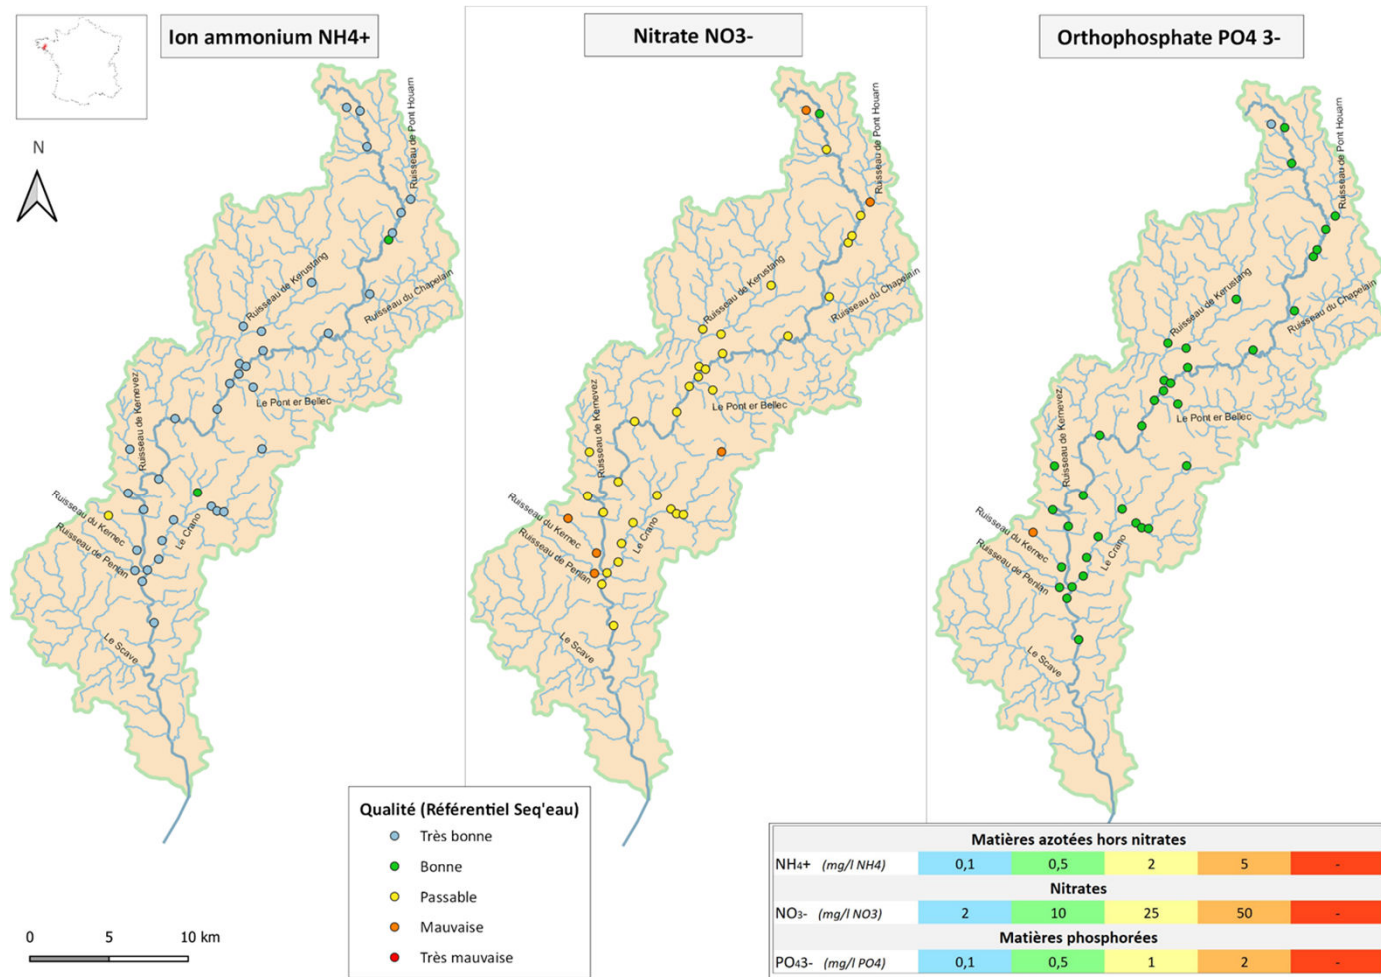 Ion ammonium NH4+
Nitrate NO3-
Orthophosphate PO4 3-
N
Ruisseau de Pont Houarn
Ruisseau de Kerustang
Ruisseau du Chapelain
Ruisseau de Kernevez
Le Pont er Bellec
Ruisseau du Kernec
Le Crano
Ruisseau de Penlan
Le Scave
Ruisseau de Pont Houarn
Ruisseau de Kerustang
Ruisseau du Chapelain
Ruisseau de Kernevez
Le Pont er Bellec
Ruisseau du Kernec
Le Crano
Ruisseau de Penlan
Le Scave
Ruisseau de Pont Houarn
Ruisseau de Kerustang
Ruisseau du Chapelain
Ruisseau de Kernevez
Le Pont er Bellec
Ruisseau du Kernec
Le Crano
Ruisseau de Penlan
Le Scave
0 5 10 km
Qualité (Référentiel Seq'eau)
Très bonne
Bonne
Passable
Mauvaise
Très mauvaise
Matières azotées hors nitrates
NH4+ (mg/l NH4) 0,1 0,5 2 5 -
Nitrates
NO3- (mg/l NO3) 2 10 25 50 -
Matières phosphorées
PO43- (mg/l PO4) 0,1 0,5 1 2 -